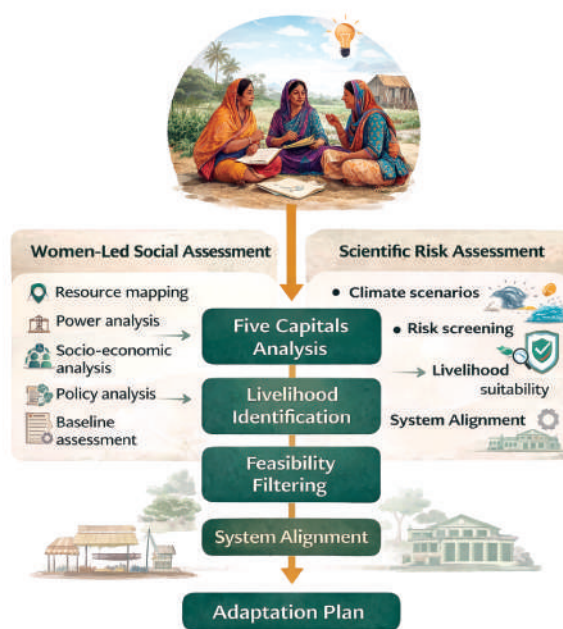 Women-Led Social Assessment
Resource mapping
Power analysis
Socio-economic
analysis
Policy analysis
Baseline
assessment
Scientific Risk Assessment
• Climate scenarios
• Risk screening
Livelihood
suitability
System Alignment
Five Capitals
Analysis
Livelihood
Identification
Feasibility
Filtering
System Alignment
Adaptation Plan